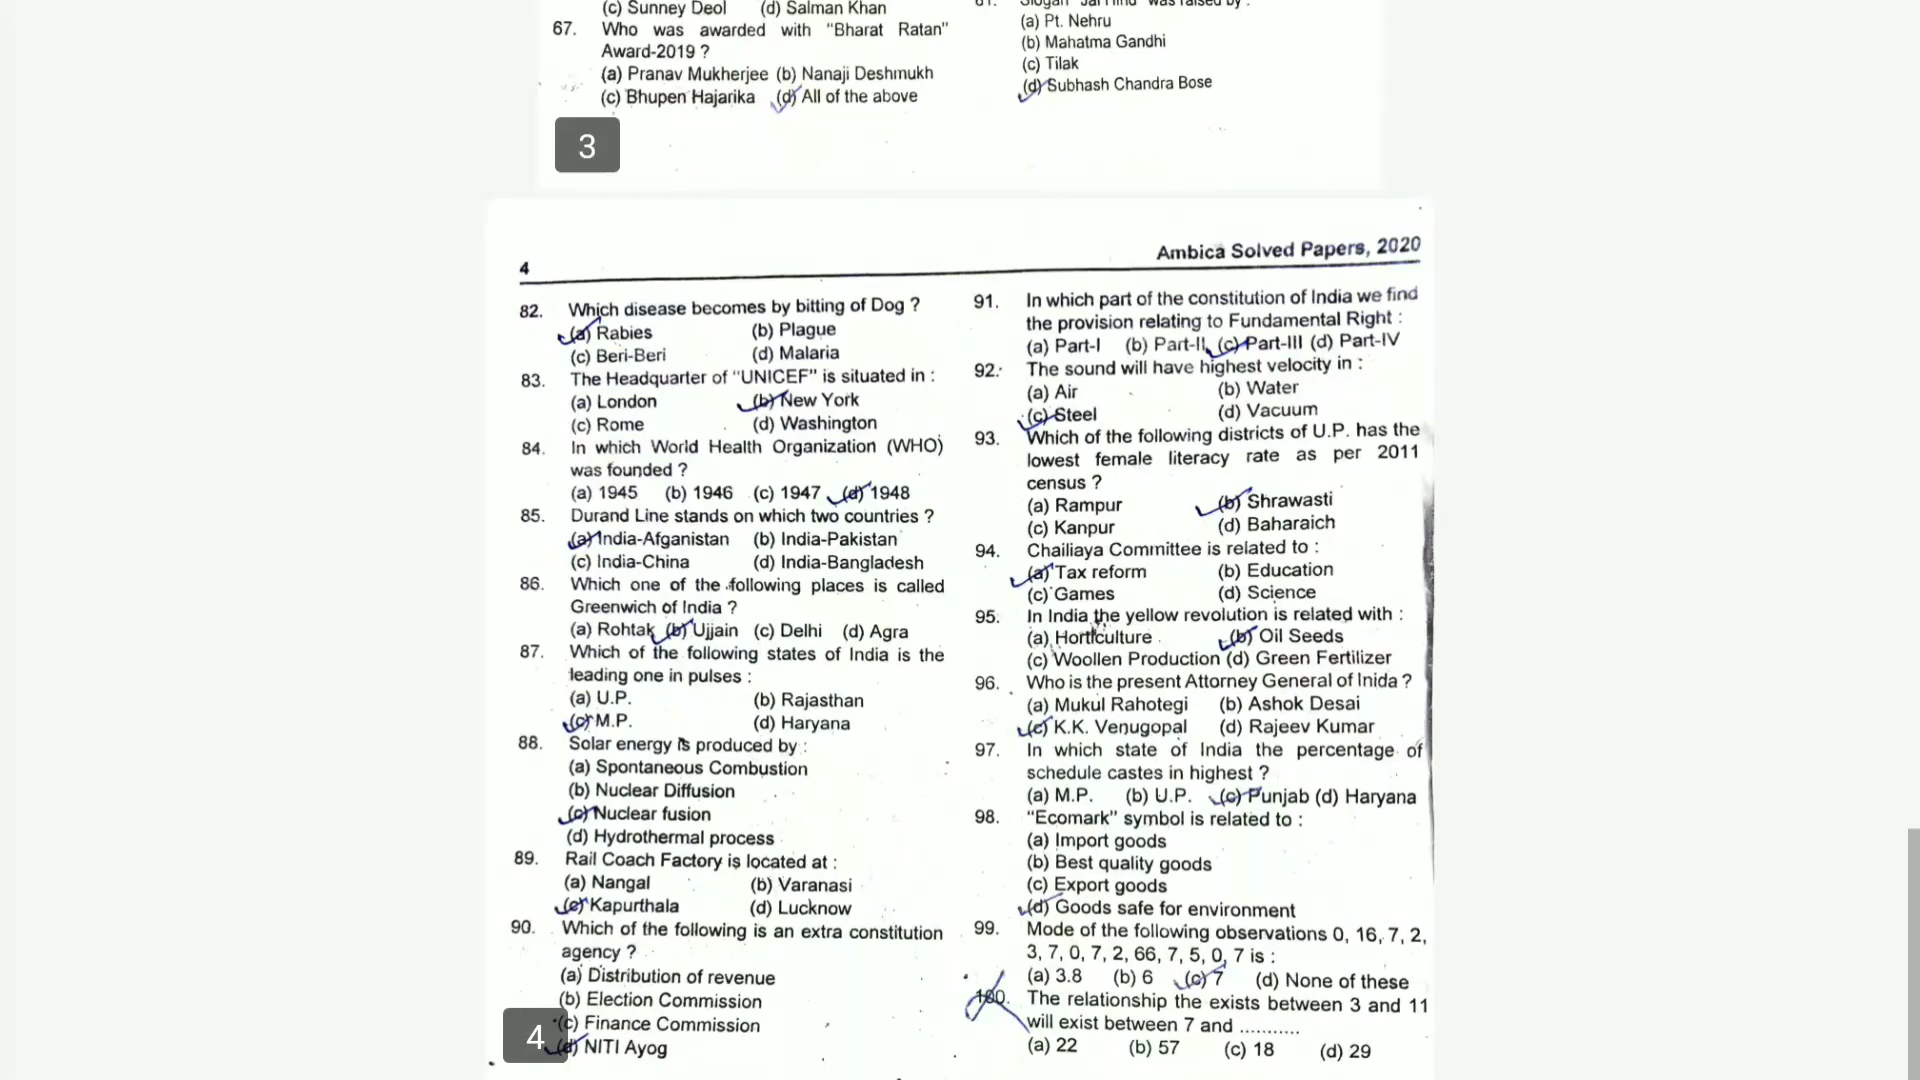 (c) Sunney Deol (d) Salman Khan
67. Who was awarded with "Bharat Ratan"
Award-2019 ?
(a) Pranav Mukherjee (b) Nanaji Deshmukh
(c) Bhupen Hajarika (d) All of the above
3
(a) Pt. Nehru
(b) Mahatma Gandhi
(c) Tilak
(d) Subhash Chandra Bose
4
Ambica Solved Papers, 2020
82. Which disease becomes by bitting of Dog ?
(a) Rabies (b) Plague
(c) Beri-Beri (d) Malaria
83. The Headquarter of "UNICEF" is situated in :
(a) London (b) New York
(c) Rome (d) Washington
84. In which World Health Organization (WHO)
was founded ?
(a) 1945 (b) 1946 (c) 1947 (d) 1948
85. Durand Line stands on which two countries ?
(a) India-Afganistan (b) India-Pakistan
(c) India-China (d) India-Bangladesh
86. Which one of the following places is called
Greenwich of India ?
(a) Rohtak (b) Ujjain (c) Delhi (d) Agra
87. Which of the following states of India is the
leading one in pulses :
(a) U.P. (b) Rajasthan
(c) M.P. (d) Haryana
88. Solar energy is produced by :
(a) Spontaneous Combustion
(b) Nuclear Diffusion
(c) Nuclear fusion
(d) Hydrothermal process
89. Rail Coach Factory is located at :
(a) Nangal (b) Varanasi
(c) Kapurthala (d) Lucknow
90. Which of the following is an extra constitution
agency ?
(a) Distribution of revenue
(b) Election Commission
(c) Finance Commission
(d) NITI Ayog
4
91. In which part of the constitution of India we find
the provision relating to Fundamental Right :
(a) Part-I (b) Part-II (c) Part-III (d) Part-IV
92. The sound will have highest velocity in :
(a) Air (b) Water
(c) Steel (d) Vacuum
93. Which of the following districts of U.P. has the
lowest female literacy rate as per 2011
census ?
(a) Rampur (b) Shrawasti
(c) Kanpur (d) Baharaich
94. Chailiaya Committee is related to :
(a) Tax reform (b) Education
(c) Games (d) Science
95. In India the yellow revolution is related with :
(a) Horticulture (b) Oil Seeds
(c) Woollen Production (d) Green Fertilizer
96. Who is the present Attorney General of Inidia ?
(a) Mukul Rahotegi (b) Ashok Desai
(c) K.K. Venugopal (d) Rajeev Kumar
97. In which state of India the percentage of
schedule castes in highest ?
(a) M.P. (b) U.P. (c) Punjab (d) Haryana
98. "Ecomark" symbol is related to :
(a) Import goods
(b) Best quality goods
(c) Export goods
(d) Goods safe for environment
99. Mode of the following observations 0, 16, 7, 2,
3, 7, 0, 7, 2, 66, 7, 5, 0, 7 is :
(a) 3.8 (b) 6 (c) 7 (d) None of these
100. The relationship the exists between 3 and 11
will exist between 7 and ...........
(a) 22 (b) 57 (c) 18 (d) 29